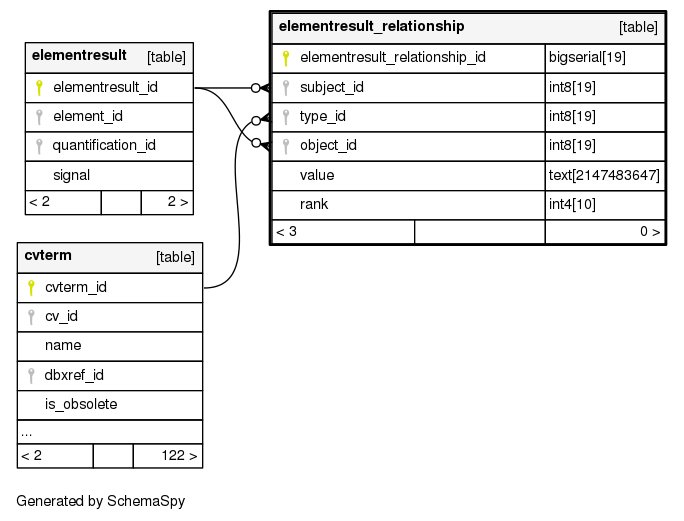 elementresult [table]
elementresult_id
element_id
quantification_id
signal
< 2 2 >
elementresult_relationship [table]
elementresult_relationship_id bigserial[19]
subject_id int8[19]
type_id int8[19]
object_id int8[19]
value text[2147483647]
rank int4[10]
< 3 0 >
cvterm [table]
cvterm_id
cv_id
name
dbxref_id
is_obsolete
...
< 2 122 >
Generated by SchemaSpy